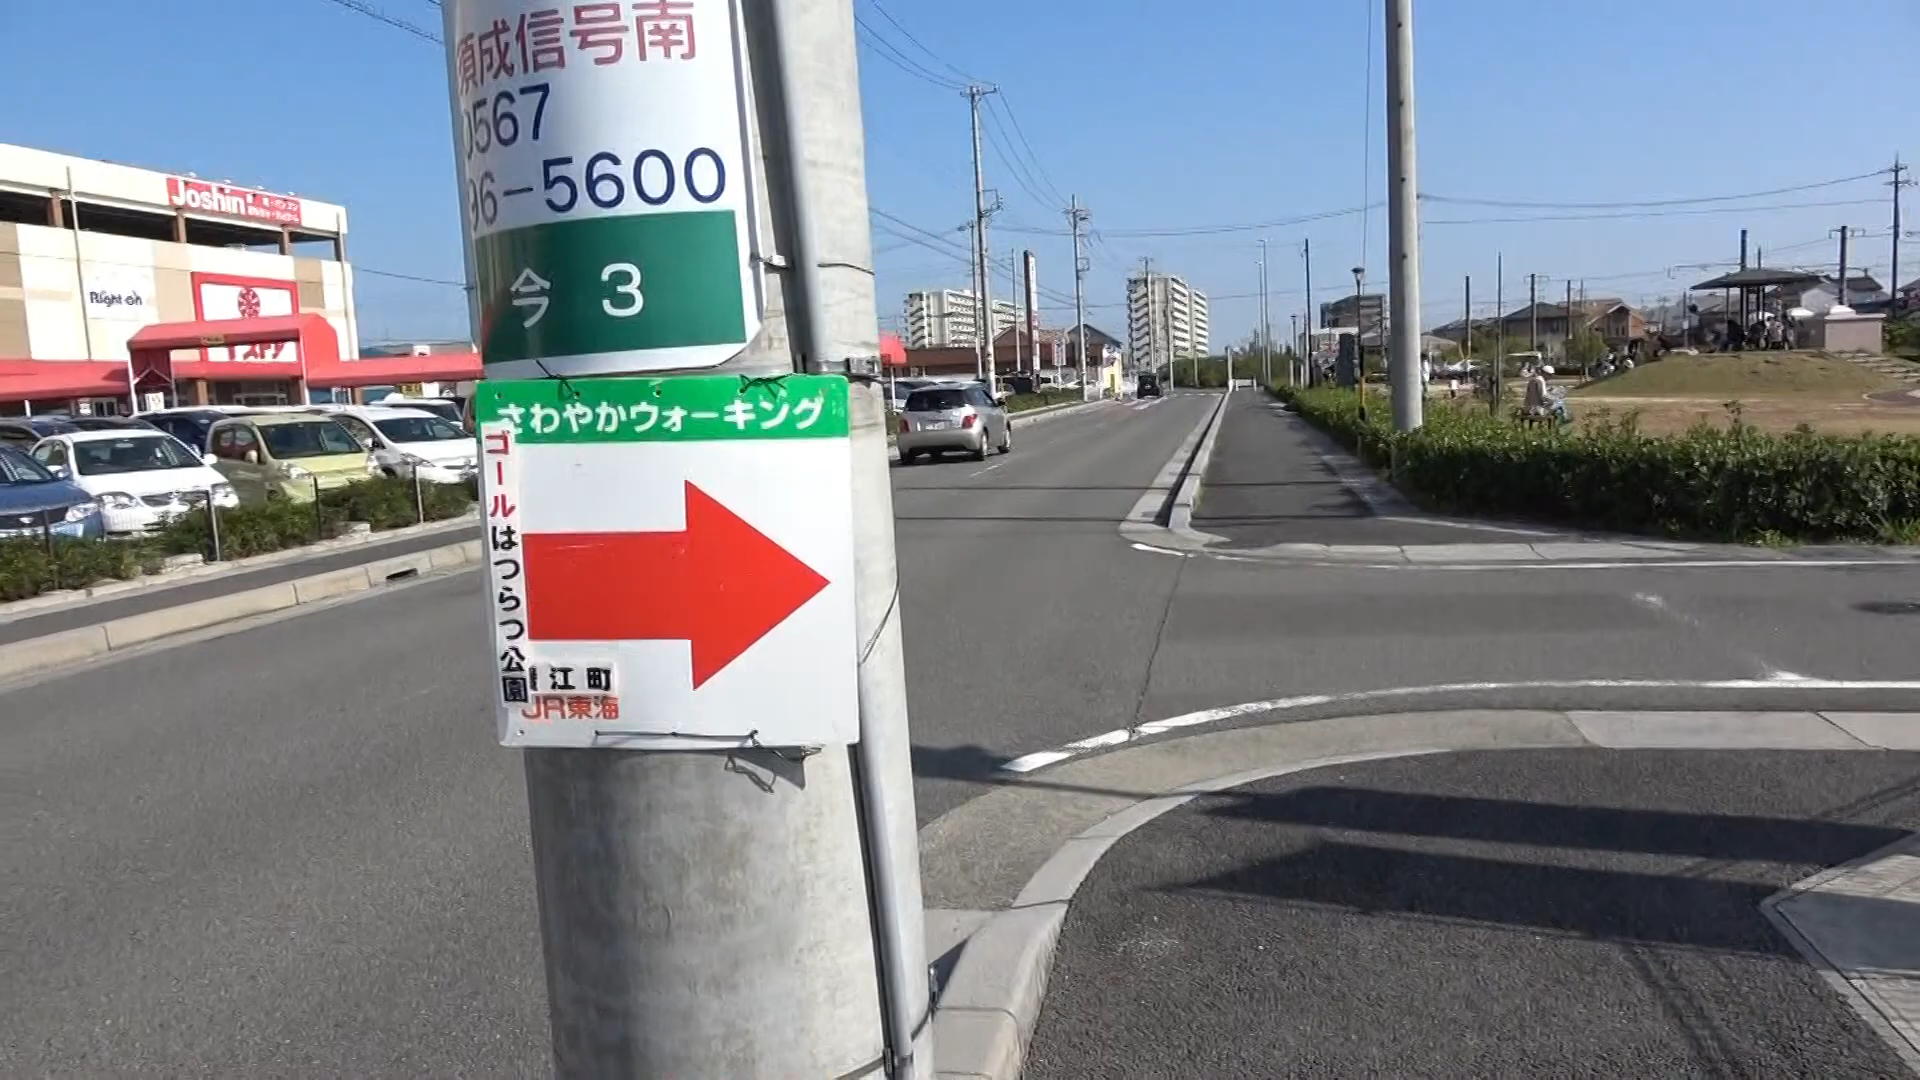 須成信号南
0567
96-5600
今 3
さわやかウォーキング
ゴールはつらつ公園
江町
JR東海
Joshin
Right-on